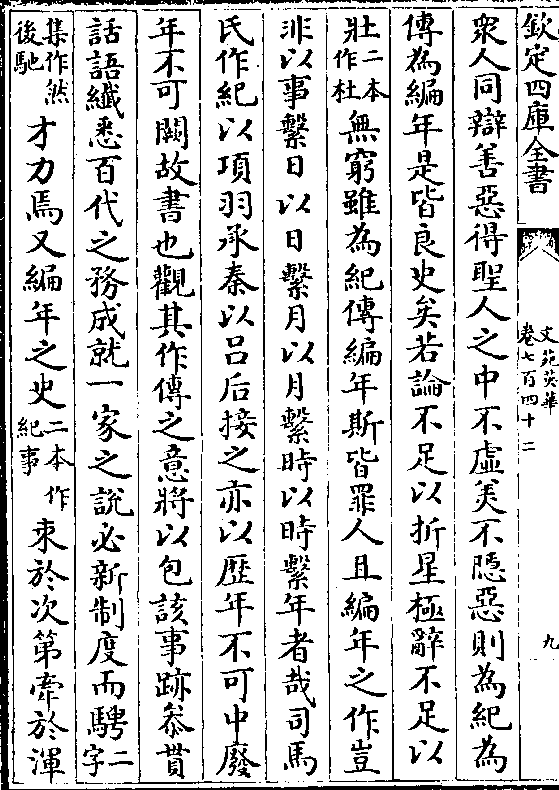 欽定四庫全書
文苑英華
卷七百四十二
九
衆人同辯善惡得聖人之中不虛美不隱惡則為紀為
傳為編年是皆良史矣若論不足以折星極辭不足以
壯二本作杜無窮雖為紀傳編年斯皆罪人且編年之作豈
非以事繫日以日繫月以月繫時以時繫年者哉司馬
氏作紀以項羽承秦以吕后接之亦以歷年不可中廢
年不可闕故書也觀其作傳之意將以包該事跡叅貫
話語纖悉百代之務成就一家之說必新制度而騁二字
集作然後馳才力焉又編年之史二本作紀事束於次第牽於渾